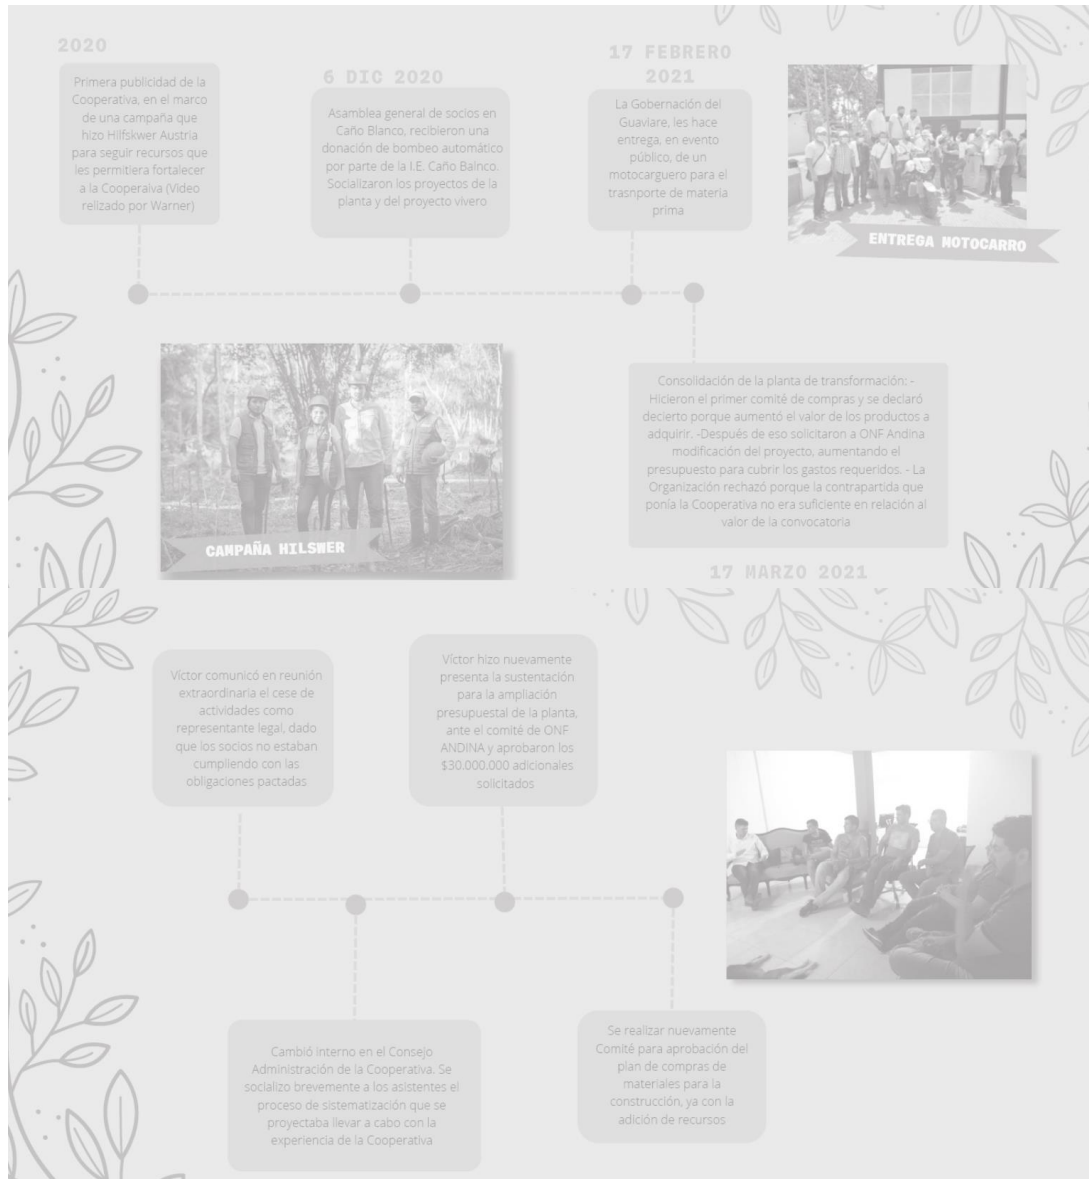 2020
Primera publicidad de la
Cooperativa, en el marco
de una campaña que
hizo Hilfskwer Austria
para seguir recursos que
les permitiera fortalecer
a la Cooperaiva (Video
relizado por Warner)
6 DIC 2020
Asamblea general de socios en
Caño Blanco, recibieron una
donación de bombeo automático
por parte de la I.E. Caño Balnco.
Socializaron los proyectos de la
planta y del proyecto vivero
17 FEBRERO
2021
La Gobernación del
Guaviare, les hace
entrega, en evento
público, de un
motocarguero para el
trasnporte de materia
prima
ENTREGA MOTOCARRO
CAMPAÑA HILSWER
Consolidación de la planta de transformación: -
Hicieron el primer comité de compras y se declaró
decierto porque aumentó el valor de los productos a
adquirir. -Después de eso solicitaron a ONF Andina
modificación del proyecto, aumentando el
presupuesto para cubrir los gastos requeridos. - La
Organización rechazó porque la contrapartida que
ponía la Cooperativa no era suficiente en relación al
valor de la convocatoria
17 MARZO 2021
Víctor comunicó en reunión
extraordinaria el cese de
actividades como
representante legal, dado
que los socios no estaban
cumpliendo con las
obligaciones pactadas
Víctor hizo nuevamente
presenta la sustentación
para la ampliación
presupuestal de la planta,
ante el comité de ONF
ANDINA y aprobaron los
$30.000.000 adicionales
solicitados
Cambió interno en el Consejo
Administración de la Cooperativa. Se
socializo brevemente a los asistentes el
proceso de sistematización que se
proyectaba llevar a cabo con la
experiencia de la Cooperativa
Se realizar nuevamente
Comité para aprobación del
plan de compras de
materiales para la
construcción, ya con la
adición de recursos